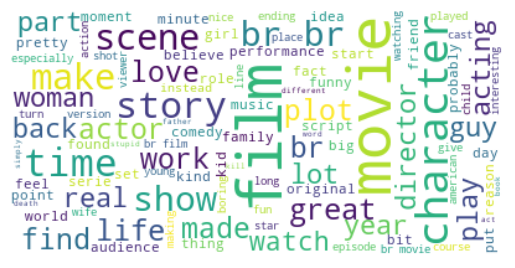 part
moment
minute
nice
girl
ending
place
idea
watching
played
cast
action
shot
scene
br br
pretty
especially
believe
performance
start
friend
probably
child
interesting
viewer
make
love
instead
rple
fact
funny
line
different
movie
character
acting
woman
story
music
plot
director
guy
turn
version
father
film
back
actor
comedy
script
found
stupid
br film
family
kid
br
big
give
day
time
work
lot
american
feel
serie
set
young
kind
boring
long
original
word
play
put
reason
book
point
real
show
great
year
simply
death
world
wife
making
fun
bit
find
life
made
star
watch
audience
thing
episode
br movie
course